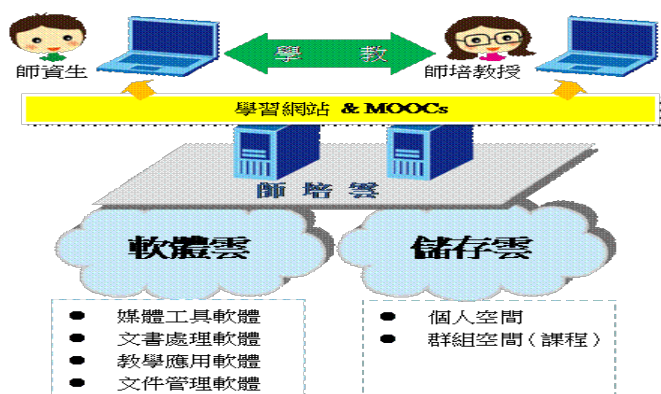 學 教
師資生
師培教授
學習網站 & MOOCs
師培雲
軟體雲
儲存雲
● 媒體工具軟體
● 文書處理軟體
● 教學應用軟體
● 文件管理軟體
● 個人空間
● 群組空間(課程)